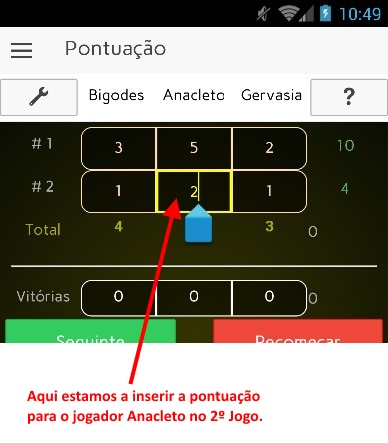 10:49
Pontuação
Bigodes Anacleto Gervasia ?
# 1 3 5 2 10
# 2 1 2 1 4
Total 4 3 0
Vitórias 0 0 0 0
Seguinte Recomeçar
Aqui estamos a inserir a pontuação
para o jogador Anacleto no 2º Jogo.